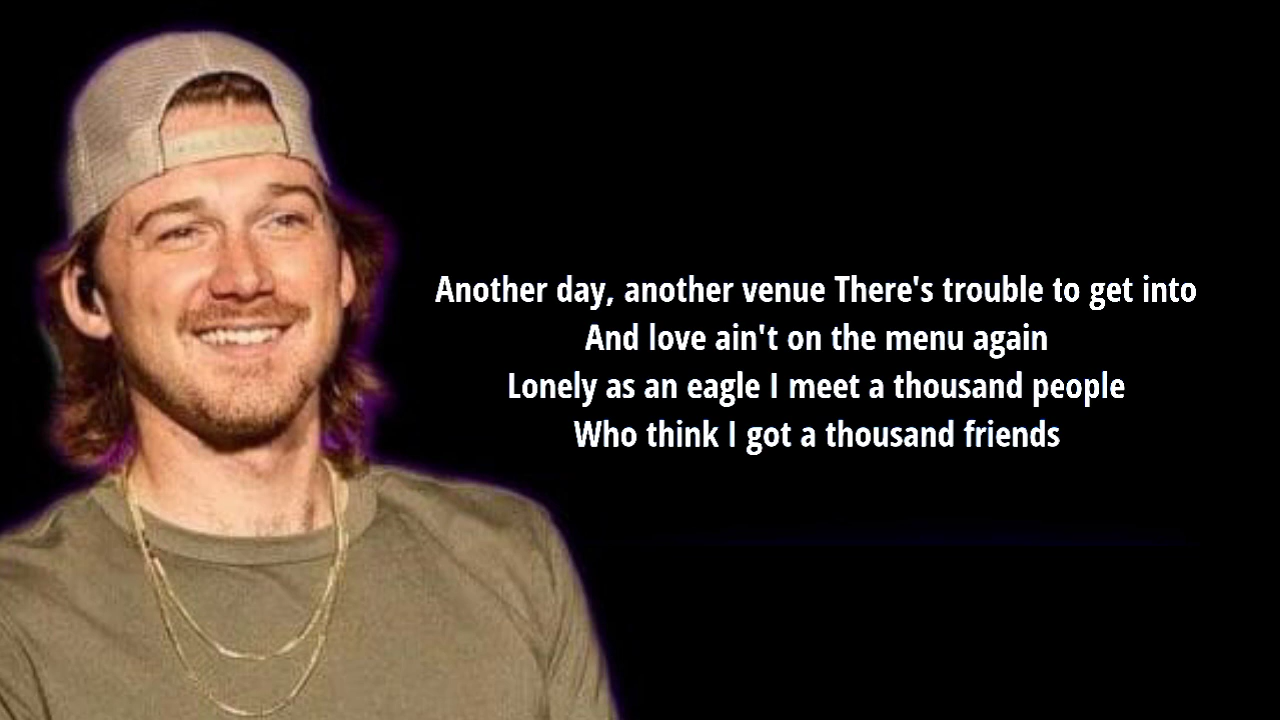 Another day, another venue There's trouble to get into
And love ain't on the menu again
Lonely as an eagle I meet a thousand people
Who think I got a thousand friends